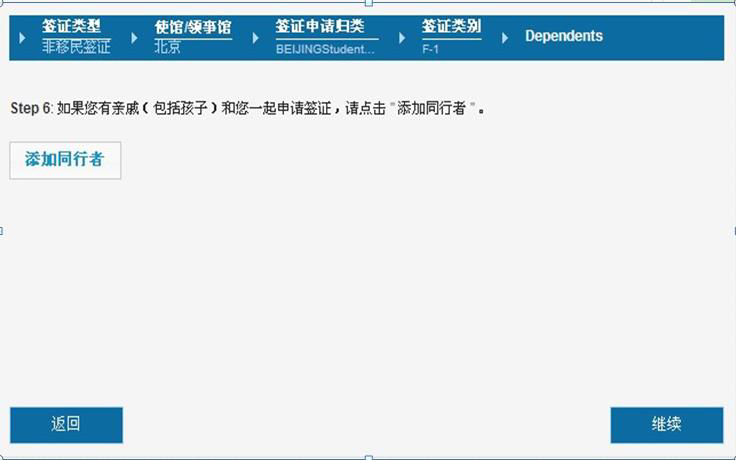 签证类型 使馆/领事馆 签证申请归类 签证类别 Dependents
非移民签证 北京 BEIJINGStudent... F-1
Step 6: 如果您有亲戚（包括孩子）和您一起申请签证，请点击 "添加同行者 "。
添加同行者
返回 继续